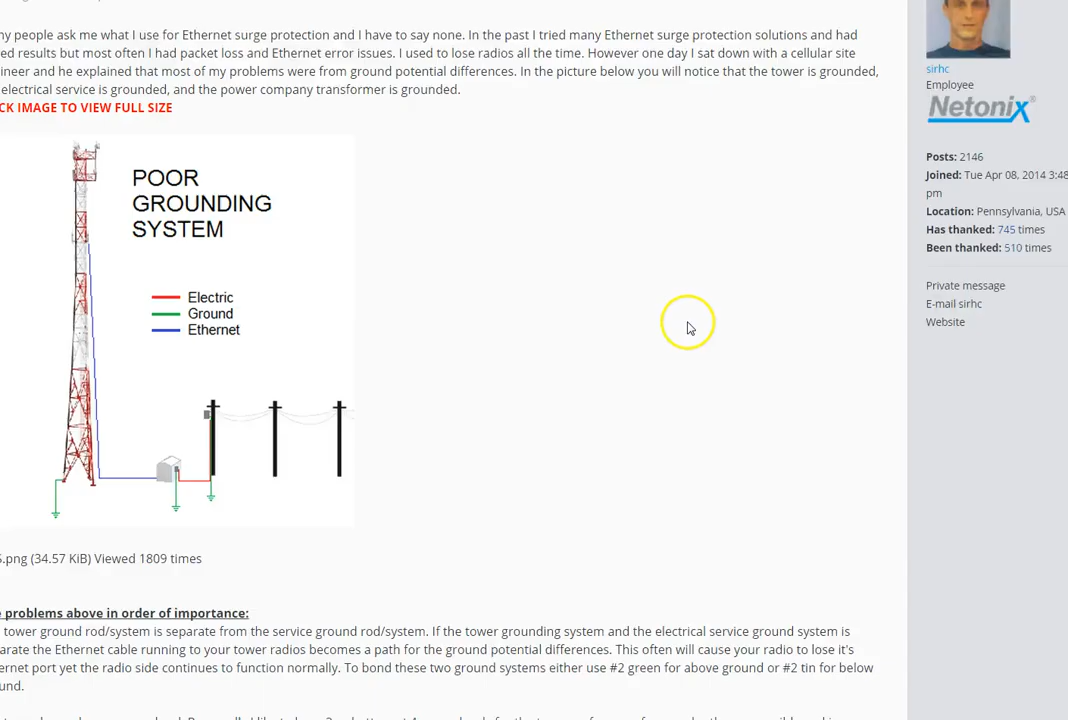 ny people ask me what I use for Ethernet surge protection and I have to say none. In the past I tried many Ethernet surge protection solutions and had
ed results but most often I had packet loss and Ethernet error issues. I used to lose radios all the time. However one day I sat down with a cellular site
ineer and he explained that most of my problems were from ground potential differences. In the picture below you will notice that the tower is grounded,
electrical service is grounded, and the power company transformer is grounded.
CK IMAGE TO VIEW FULL SIZE
POOR
GROUNDING
SYSTEM
Electric
Ground
Ethernet
.png (34.57 KiB) Viewed 1809 times
problems above in order of importance:
tower ground rod/system is separate from the service ground rod/system. If the tower grounding system and the electrical service ground system is
arate the Ethernet cable running to your tower radios becomes a path for the ground potential differences. This often will cause your radio to lose it's
ernet port yet the radio side continues to function normally. To bond these two ground systems either use #2 green for above ground or #2 tin for below
und.
sirhc
Employee
Netonix®
Posts: 2146
Joined: Tue Apr 08, 2014 3:48
pm
Location: Pennsylvania, USA
Has thanked: 745 times
Been thanked: 510 times
Private message
E-mail sirhc
Website